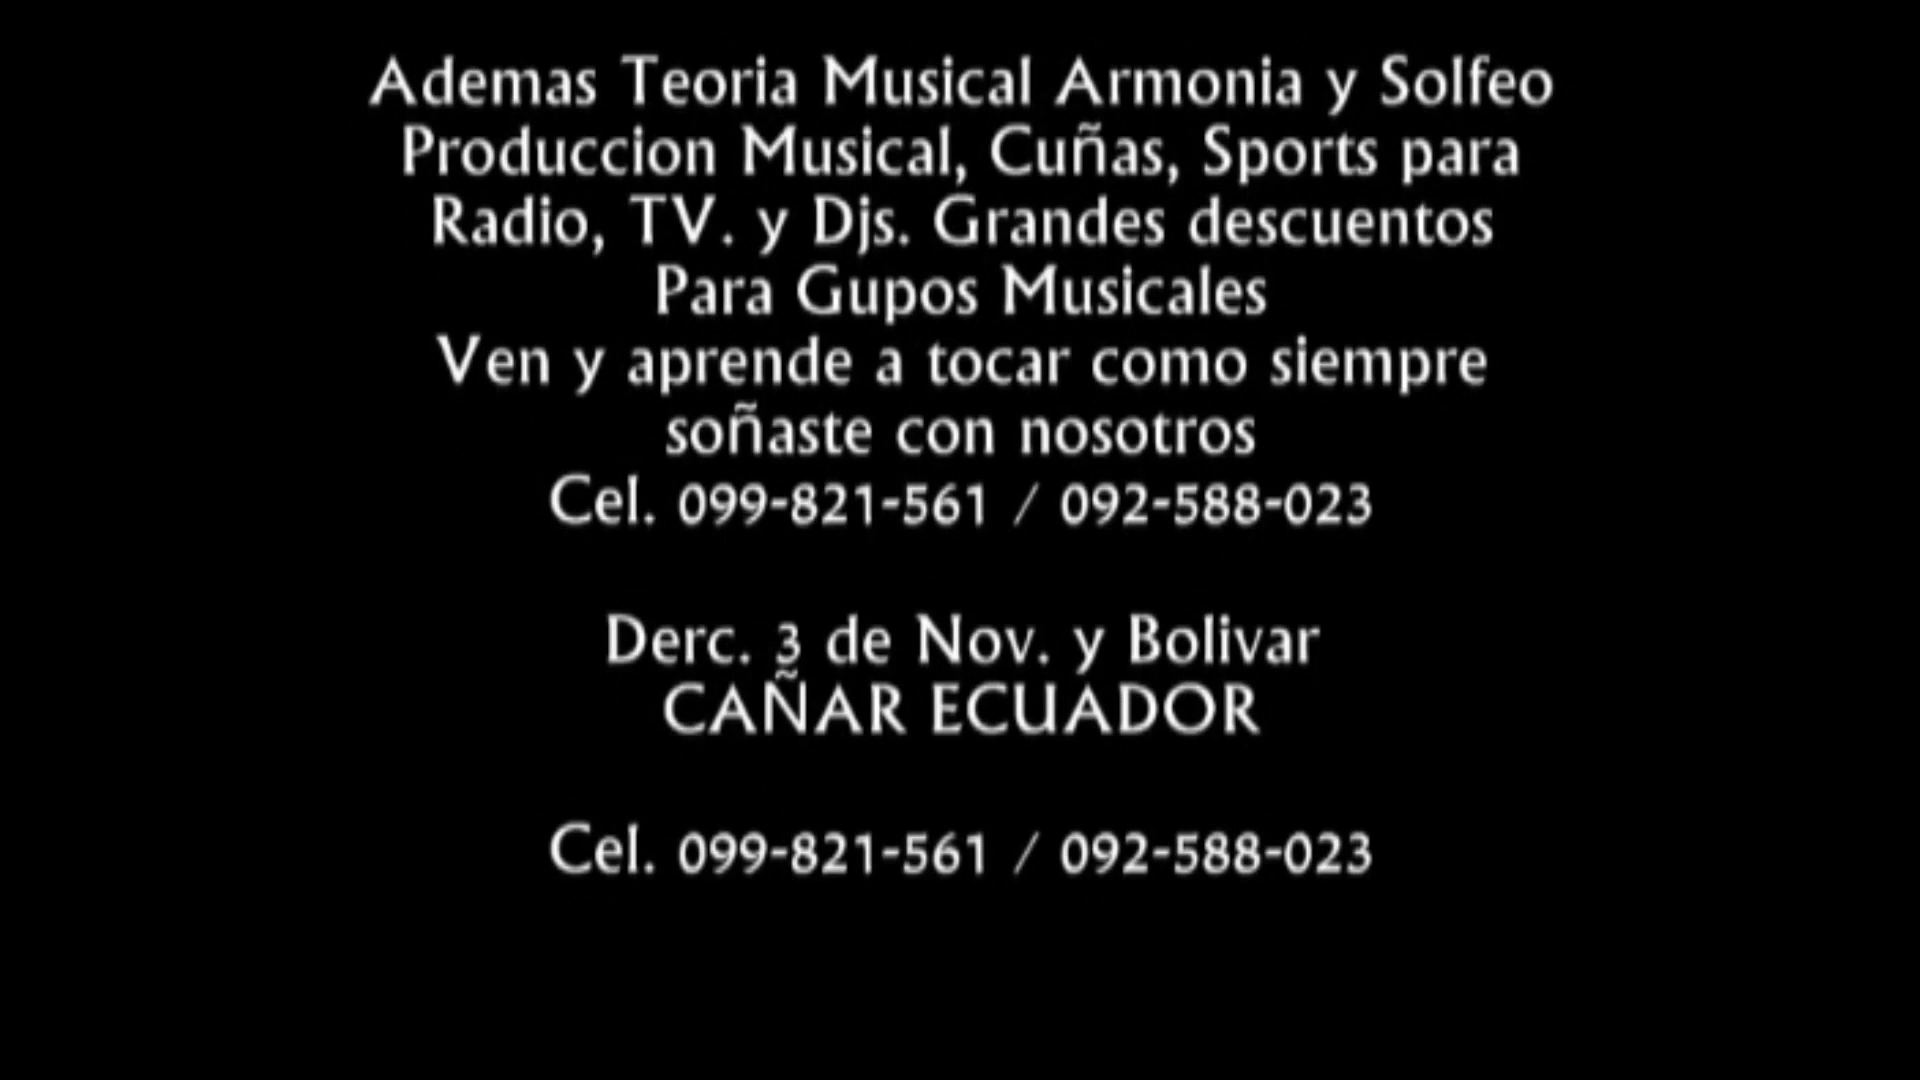 Ademas Teoria Musical Armonia y Solfeo
Produccion Musical, Cuñas, Sports para
Radio, TV. y Djs. Grandes descuentos
Para Gupos Musicales
Ven y aprende a tocar como siempre
soñaste con nosotros
Cel. 099-821-561 / 092-588-023
Derc. 3 de Nov. y Bolivar
CAÑAR ECUADOR
Cel. 099-821-561 / 092-588-023